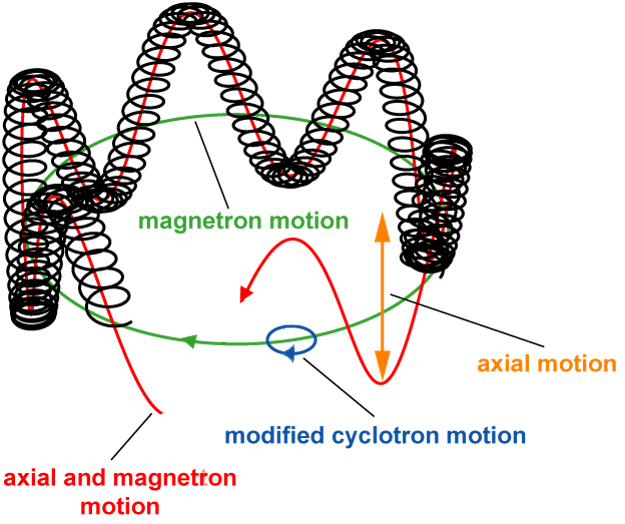 magnetron motion
axial motion
modified cyclotron motion
axial and magnetron
motion